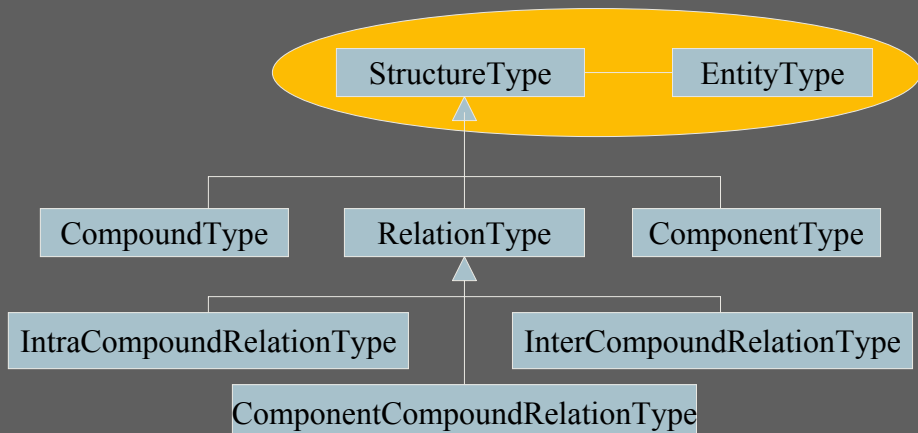 StructureType
EntityType
CompoundType
RelationType
ComponentType
IntraCompoundRelationType
InterCompoundRelationType
ComponentCompoundRelationType